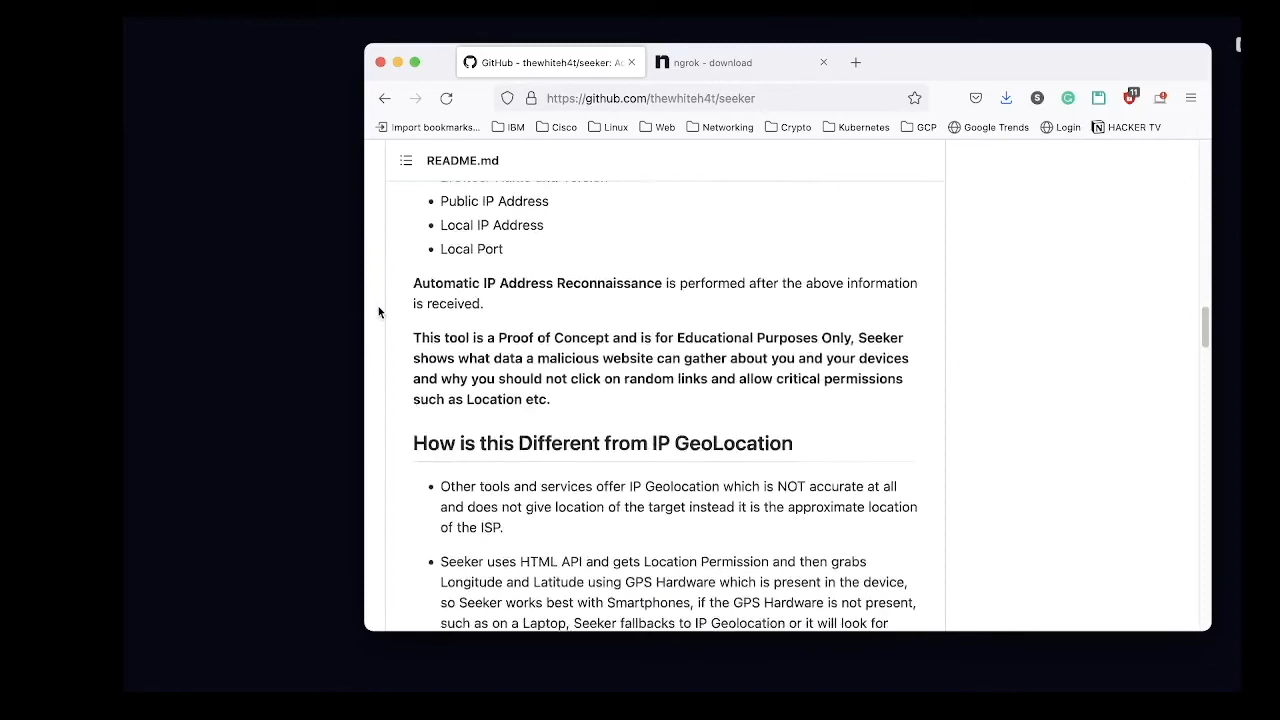 GitHub - thewhiteh4t/seeker: Ac
ngrok - download
https://github.com/thewhiteh4t/seeker
S
11
Import bookmarks... IBM Cisco Linux Web Networking Crypto Kubernetes GCP Google Trends Login HACKER TV
README.md
Public IP Address
Local IP Address
Local Port
Automatic IP Address Reconnaissance is performed after the above information
is received.
This tool is a Proof of Concept and is for Educational Purposes Only, Seeker
shows what data a malicious website can gather about you and your devices
and why you should not click on random links and allow critical permissions
such as Location etc.
How is this Different from IP GeoLocation
Other tools and services offer IP Geolocation which is NOT accurate at all
and does not give location of the target instead it is the approximate location
of the ISP.
Seeker uses HTML API and gets Location Permission and then grabs
Longitude and Latitude using GPS Hardware which is present in the device,
so Seeker works best with Smartphones, if the GPS Hardware is not present,
such as on a Laptop, Seeker fallbacks to IP Geolocation or it will look for